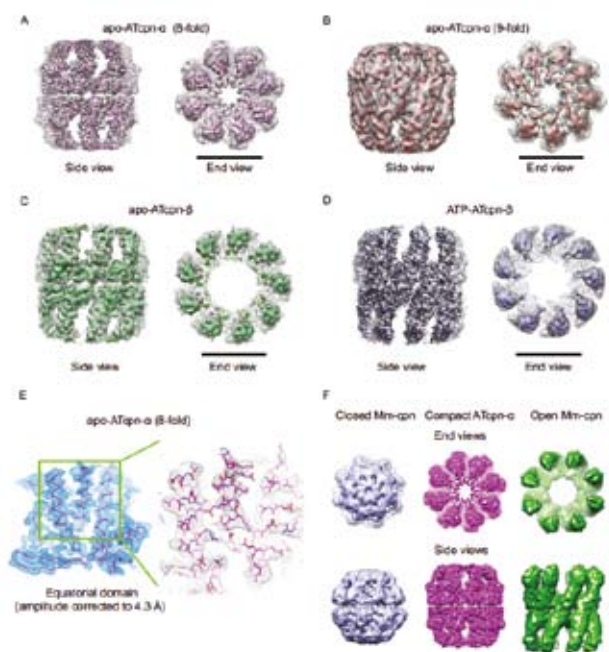 A
apo-ATcpn-α (8-fold)
Side view
End view
B
apo-ATcpn-α (9-fold)
Side view
End view
C
apo-ATcpn-β
Side view
End view
D
ATP-ATcpn-β
Side view
End view
E
apo-ATcpn-α (8-fold)
Equatorial domain
(amplitude corrected to 4.3 Å)
F
Closed Mm-cpn Compact ATcpn-α Open Mm-cpn
End views
Side views